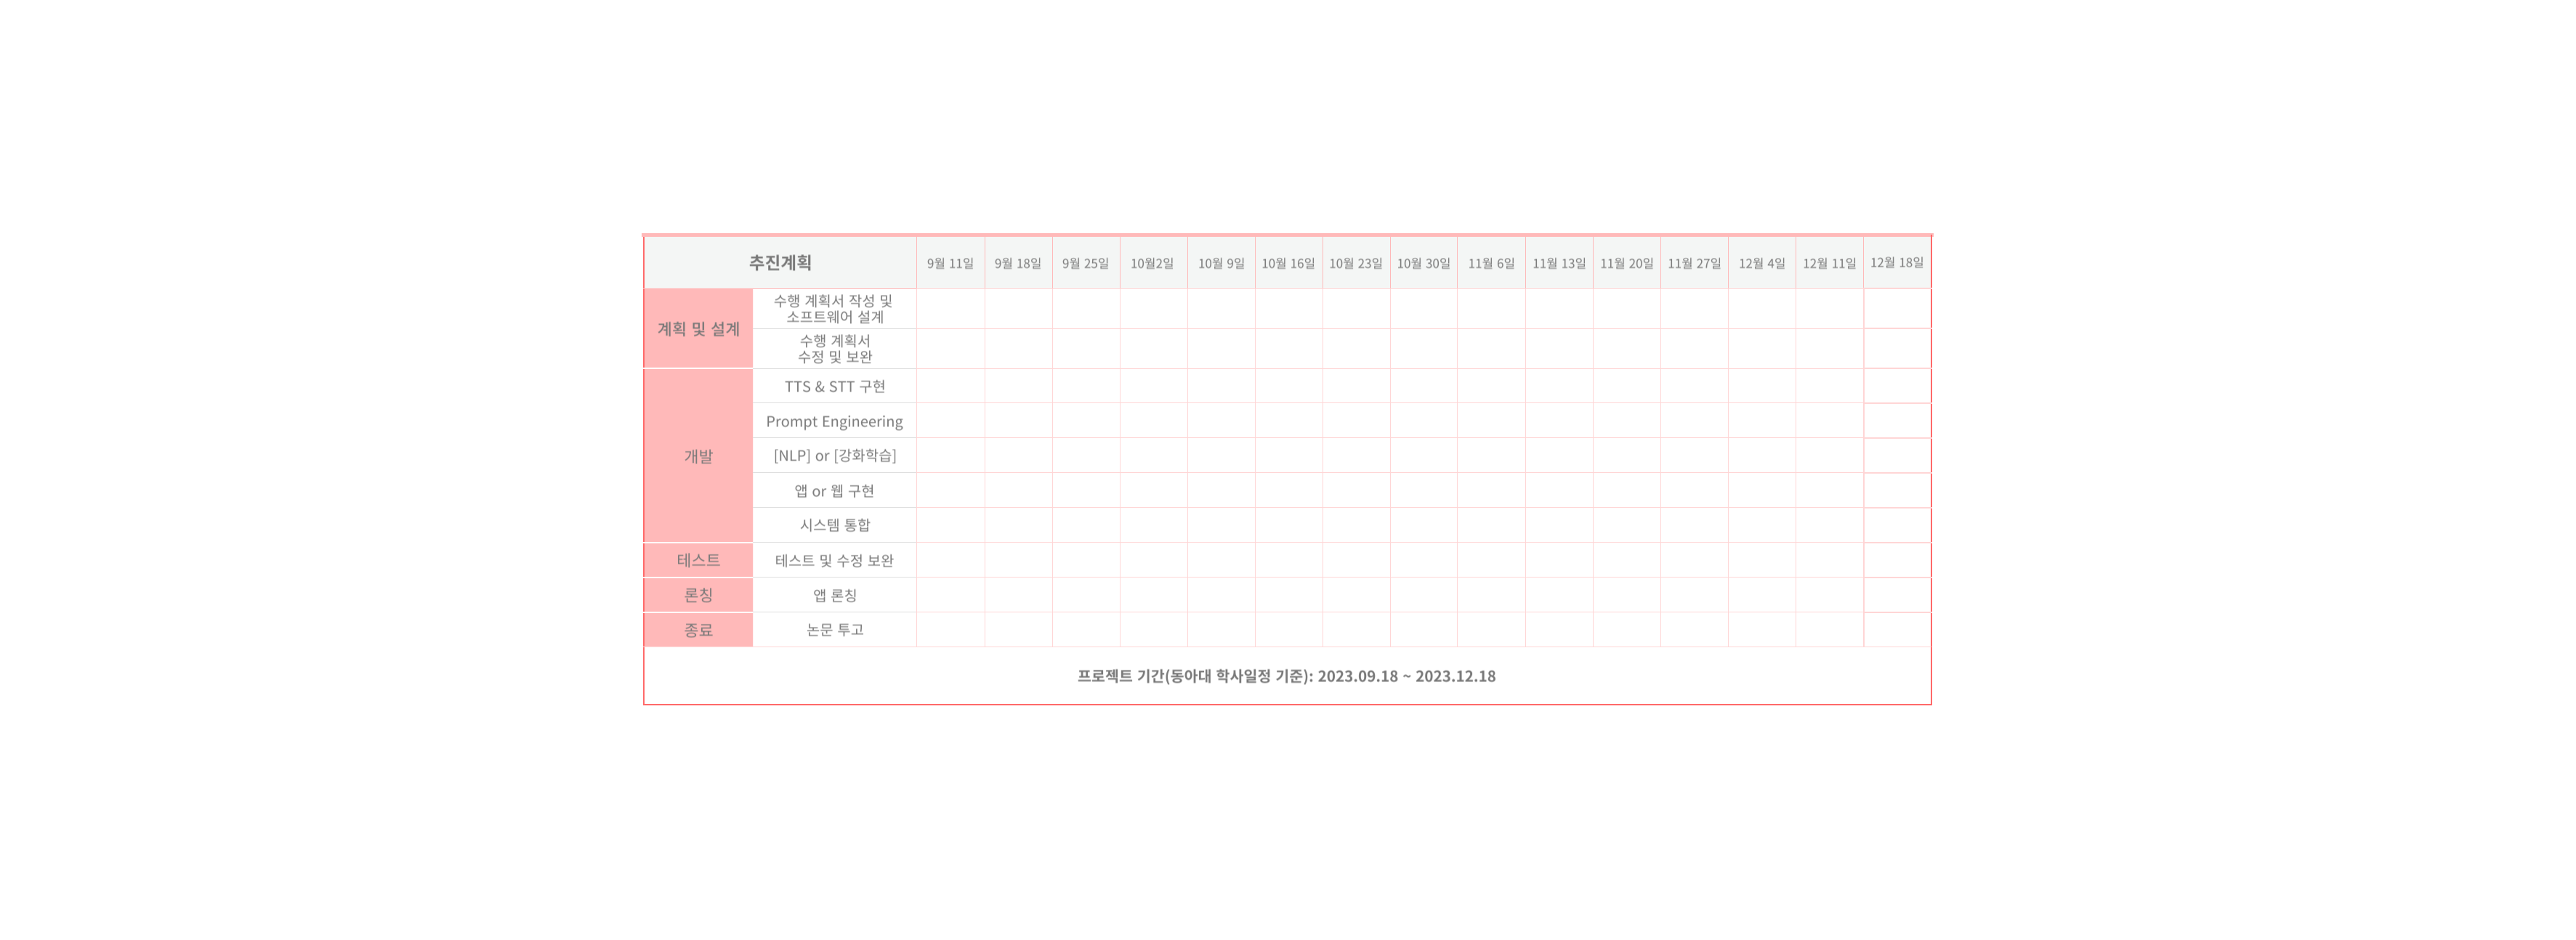 추진계획 9월 11일 9월 18일 9월 25일 10월2일 10월 9일 10월 16일 10월 23일 10월 30일 11월 6일 11월 13일 11월 20일 11월 27일 12월 4일 12월 11일 12월 18일
계획 및 설계
수행 계획서 작성 및
소프트웨어 설계
수행 계획서
수정 및 보완
개발
TTS & STT 구현
Prompt Engineering
[NLP] or [강화학습]
앱 or 웹 구현
시스템 통합
테스트 테스트 및 수정 보완
론칭 앱 론칭
종료 논문 투고
프로젝트 기간(동아대 학사일정 기준): 2023.09.18 ~ 2023.12.18